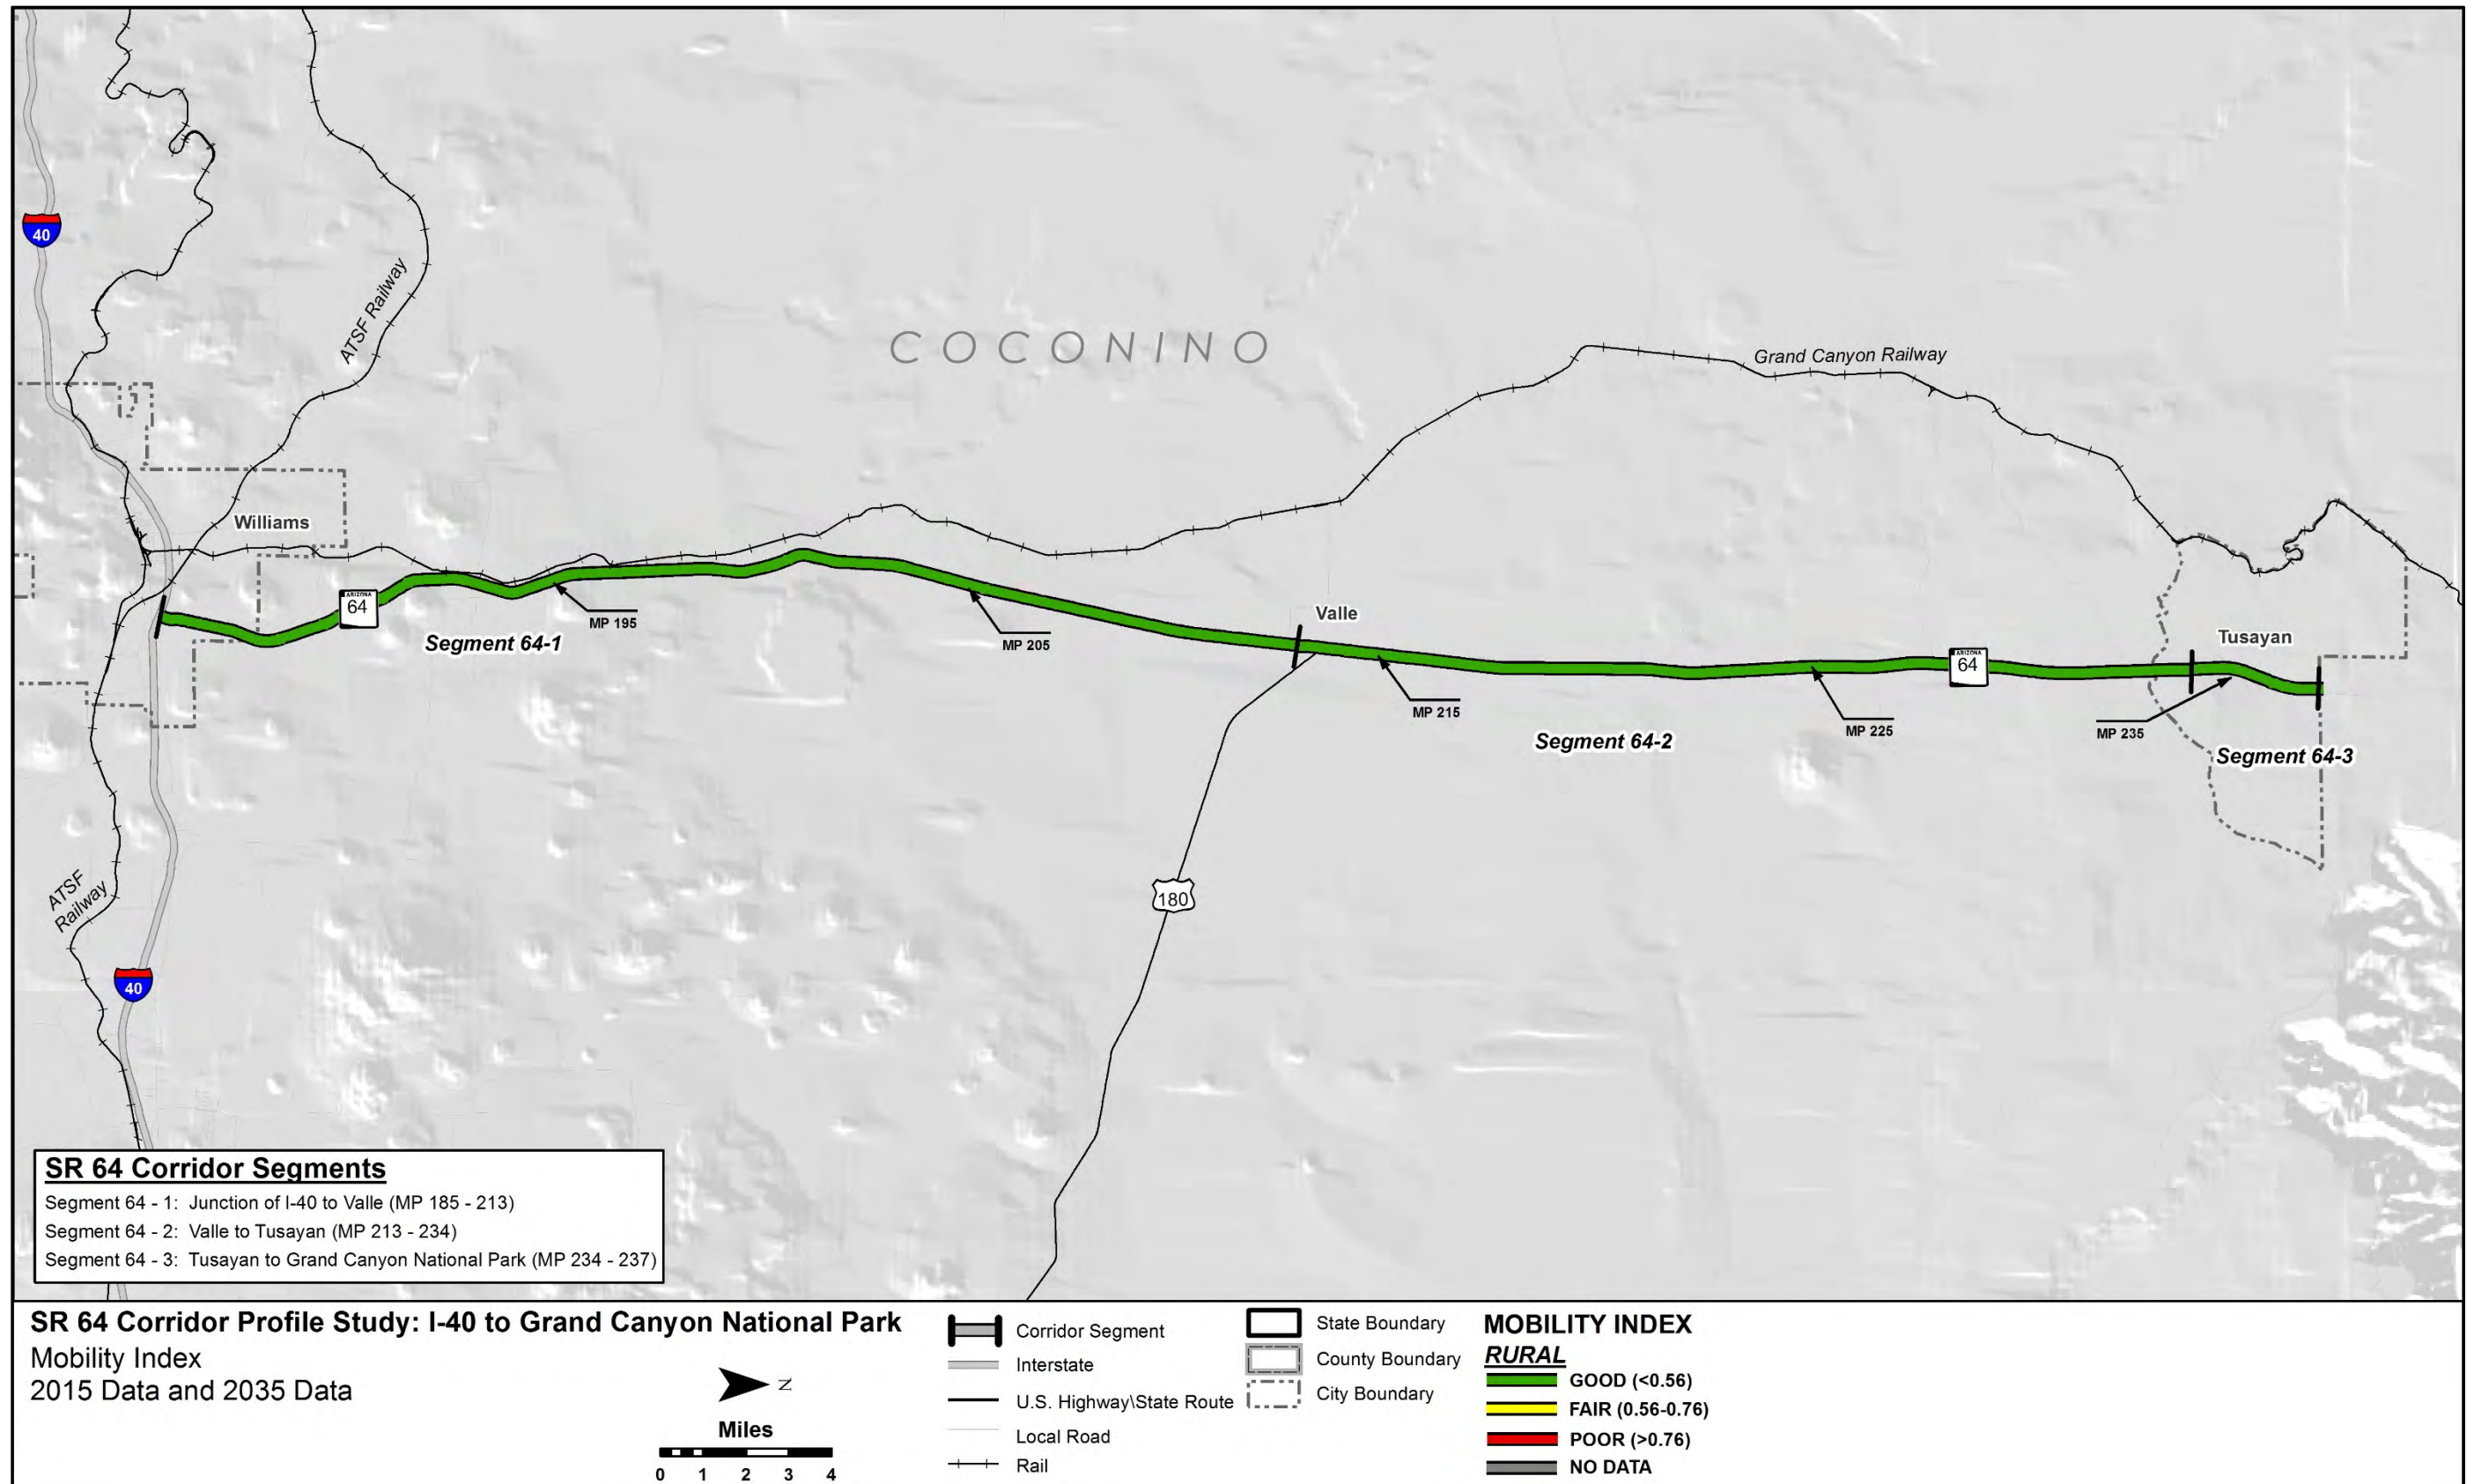 40
ATSF Railway
COCONINO
Grand Canyon Railway
Williams
ARIZONA
64
Segment 64-1
MP 195
MP 205
Valle
MP 215
Segment 64-2
MP 225
ARIZONA
64
MP 235
Tusayan
Segment 64-3
180
ATSF
Railway
40
SR 64 Corridor Segments
Segment 64 - 1: Junction of I-40 to Valle (MP 185 - 213)
Segment 64 - 2: Valle to Tusayan (MP 213 - 234)
Segment 64 - 3: Tusayan to Grand Canyon National Park (MP 234 - 237)
SR 64 Corridor Profile Study: I-40 to Grand Canyon National Park
Mobility Index
2015 Data and 2035 Data
N
Miles
0 1 2 3 4
Corridor Segment
Interstate
U.S. Highway\State Route
Local Road
Rail
State Boundary
County Boundary
City Boundary
MOBILITY INDEX
RURAL
GOOD (<0.56)
FAIR (0.56-0.76)
POOR (>0.76)
NO DATA